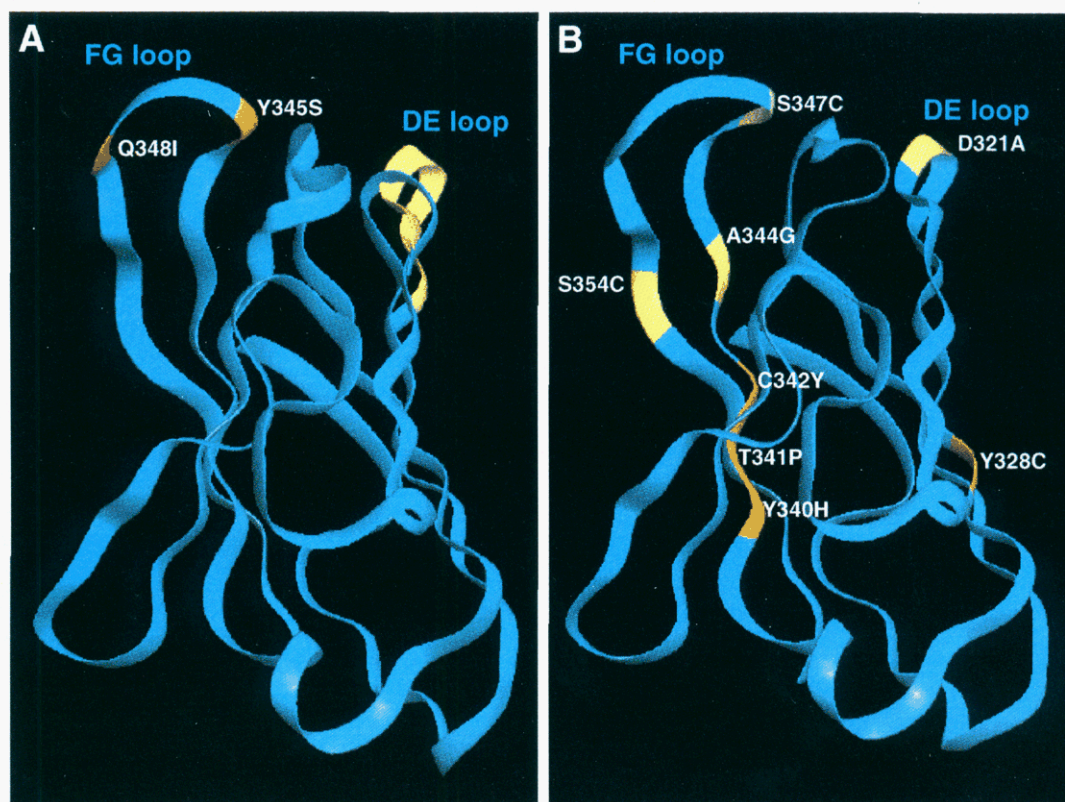 A
FG loop
Y345S
Q348I
DE loop
B
FG loop
S347C
DE loop
D321A
A344G
S354C
C342Y
T341P
Y328C
Y340H